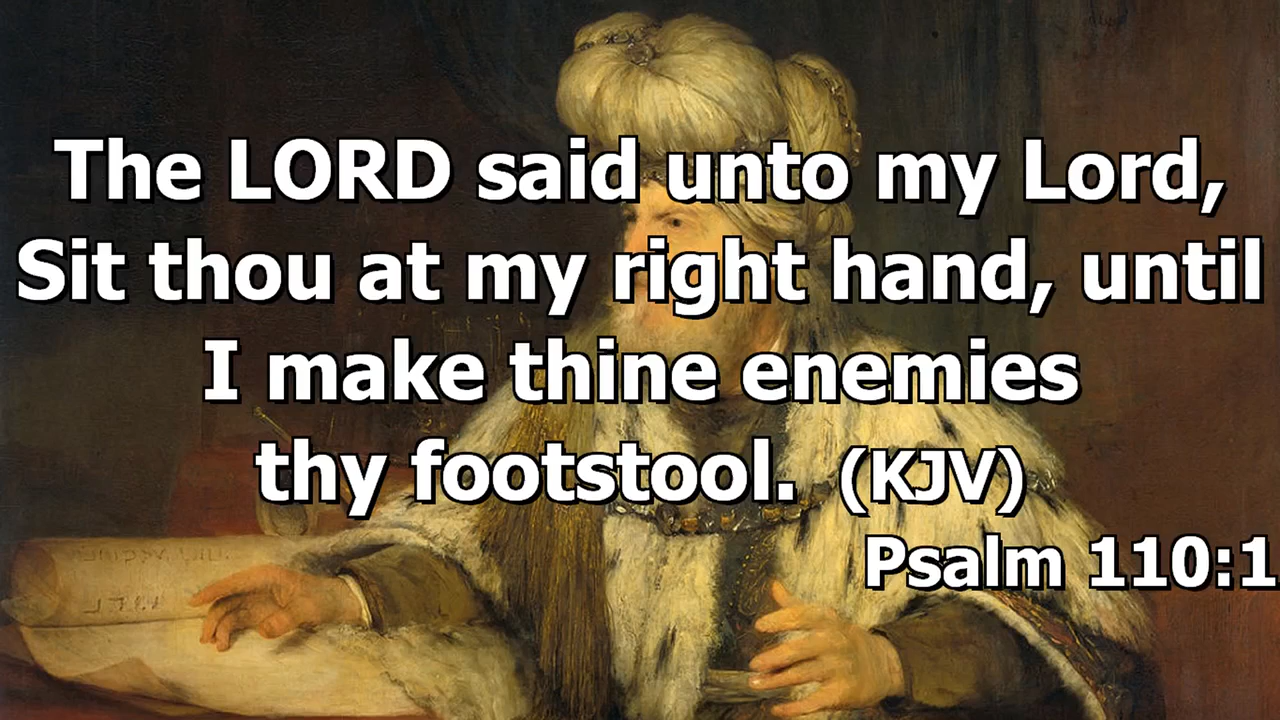 The LORD said unto my Lord,
Sit thou at my right hand, until
I make thine enemies
thy footstool. (KJV)
Psalm 110:1